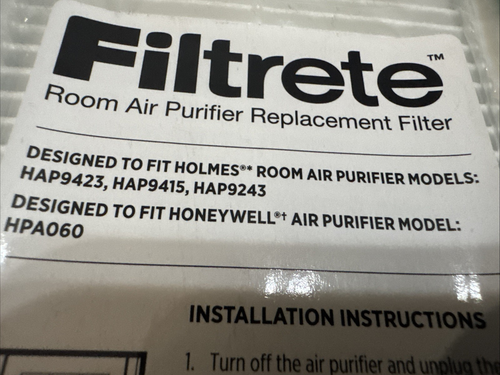 Filtrete™
Room Air Purifier Replacement Filter
DESIGNED TO FIT HOLMES®* ROOM AIR PURIFIER MODELS:
HAP9423, HAP9415, HAP9243
DESIGNED TO FIT HONEYWELL®† AIR PURIFIER MODEL:
HPA060
INSTALLATION INSTRUCTIONS
1. Turn off the air purifier and unplug the